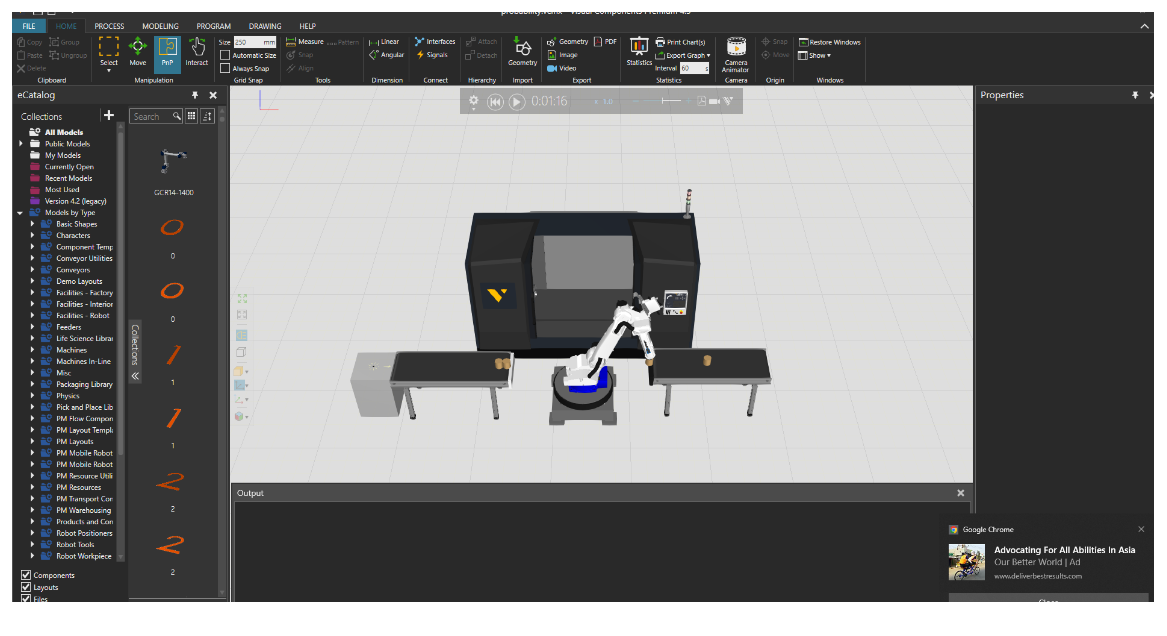 Visual Components Premium 4.5
FILE HOME PROCESS MODELING PROGRAM DRAWING HELP
Copy Group Size 250 mm Measure Pattern Linear Interfaces Attach Geometry PDF Print Chart(s) Snap Restore Windows
Paste Ungroup Automatic Size Snap Angular Signals Detach Image Export Graph Move Show
Delete Select Move PnP Interact Always Snap Align Geometry Video Statistics Interval 60 s Camera Animator
Clipboard Manipulation Grid Snap Tools Dimension Connect Hierarchy Import Export Statistics Camera Origin Windows
eCatalog
Collections
Search
All Models
Public Models
My Models
Currently Open
Recent Models
Most Used
Version 4.2 (legacy)
Models by Type
Basic Shapes
Characters
Component Temp
Conveyor Utilities
Conveyors
Demo Layouts
Facilities - Factory
Facilities - Interior
Facilities - Robot
Feeders
Life Science Librar
Machines
Machines In-Line
Misc
Packaging Library
Physics
Pick and Place Lib
PM Flow Compon
PM Layout Templ
PM Layouts
PM Mobile Robot
PM Mobile Robot
PM Resource Utili
PM Resources
PM Transport Con
PM Warehousing
Products and Con
Robot Positioners
Robot Tools
Robot Workpiece
Components
Layouts
Files
GCR14-1400
0
0
1
1
2
2
Collections
0:01:16
x 1.0
Output
Properties
Google Chrome
Advocating For All Abilities in Asia
Our Better World | Ad
www.deliverbestresults.com